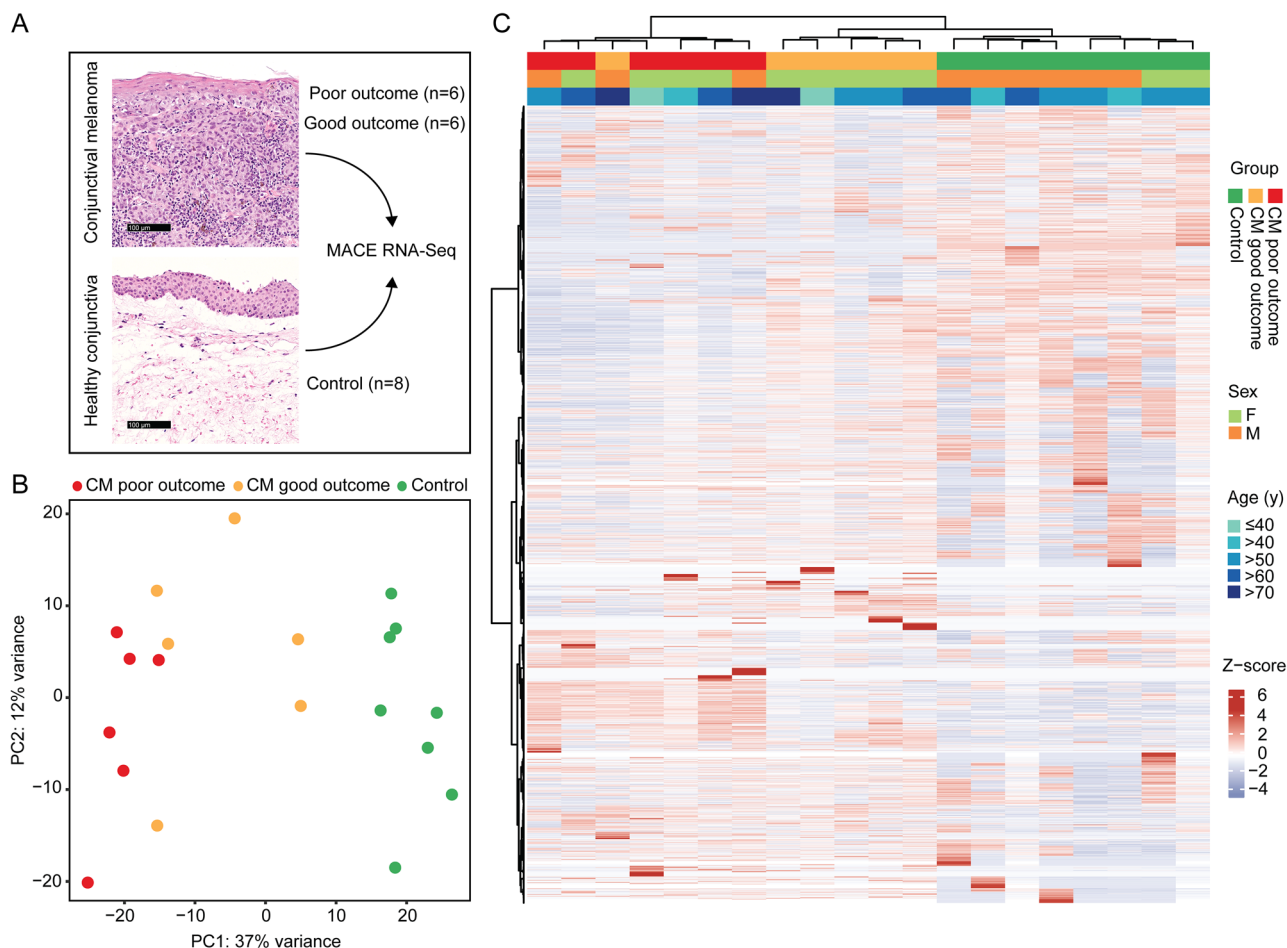 A
Conjunctival melanoma
100 µm
Poor outcome (n=6)
Good outcome (n=6)
MACE RNA-Seq
Healthy conjunctiva
100 µm
Control (n=8)
B
CM poor outcome CM good outcome Control
20
10
0
−10
−20
PC2: 12% variance
−20 −10 0 10 20
PC1: 37% variance
C
Group
CM poor outcome
CM good outcome
Control
Sex
F
M
Age (y)
≤40
>40
>50
>60
>70
Z−score
6
4
2
0
−2
−4